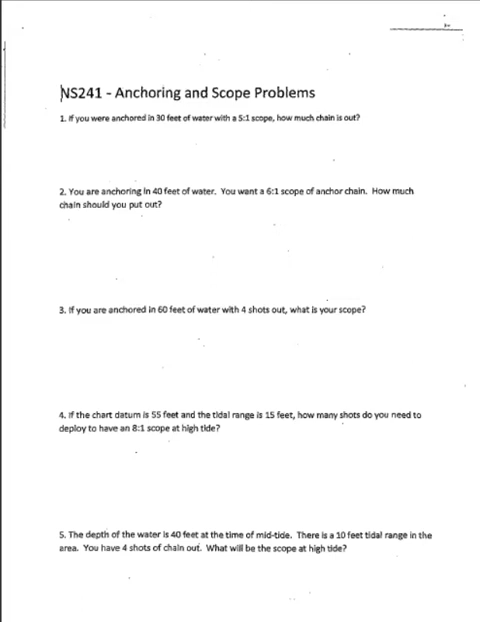 NS241 - Anchoring and Scope Problems
1. If you were anchored in 30 feet of water with a 5:1 scope, how much chain is out?
2. You are anchoring in 40 feet of water. You want a 6:1 scope of anchor chain. How much
chain should you put out?
3. If you are anchored in 60 feet of water with 4 shots out, what is your scope?
4. If the chart datum is 55 feet and the tidal range is 15 feet, how many shots do you need to
deploy to have an 8:1 scope at high tide?
5. The depth of the water is 40 feet at the time of mid-tide. There is a 10 feet tidal range in the
area. You have 4 shots of chain out. What will be the scope at high tide?